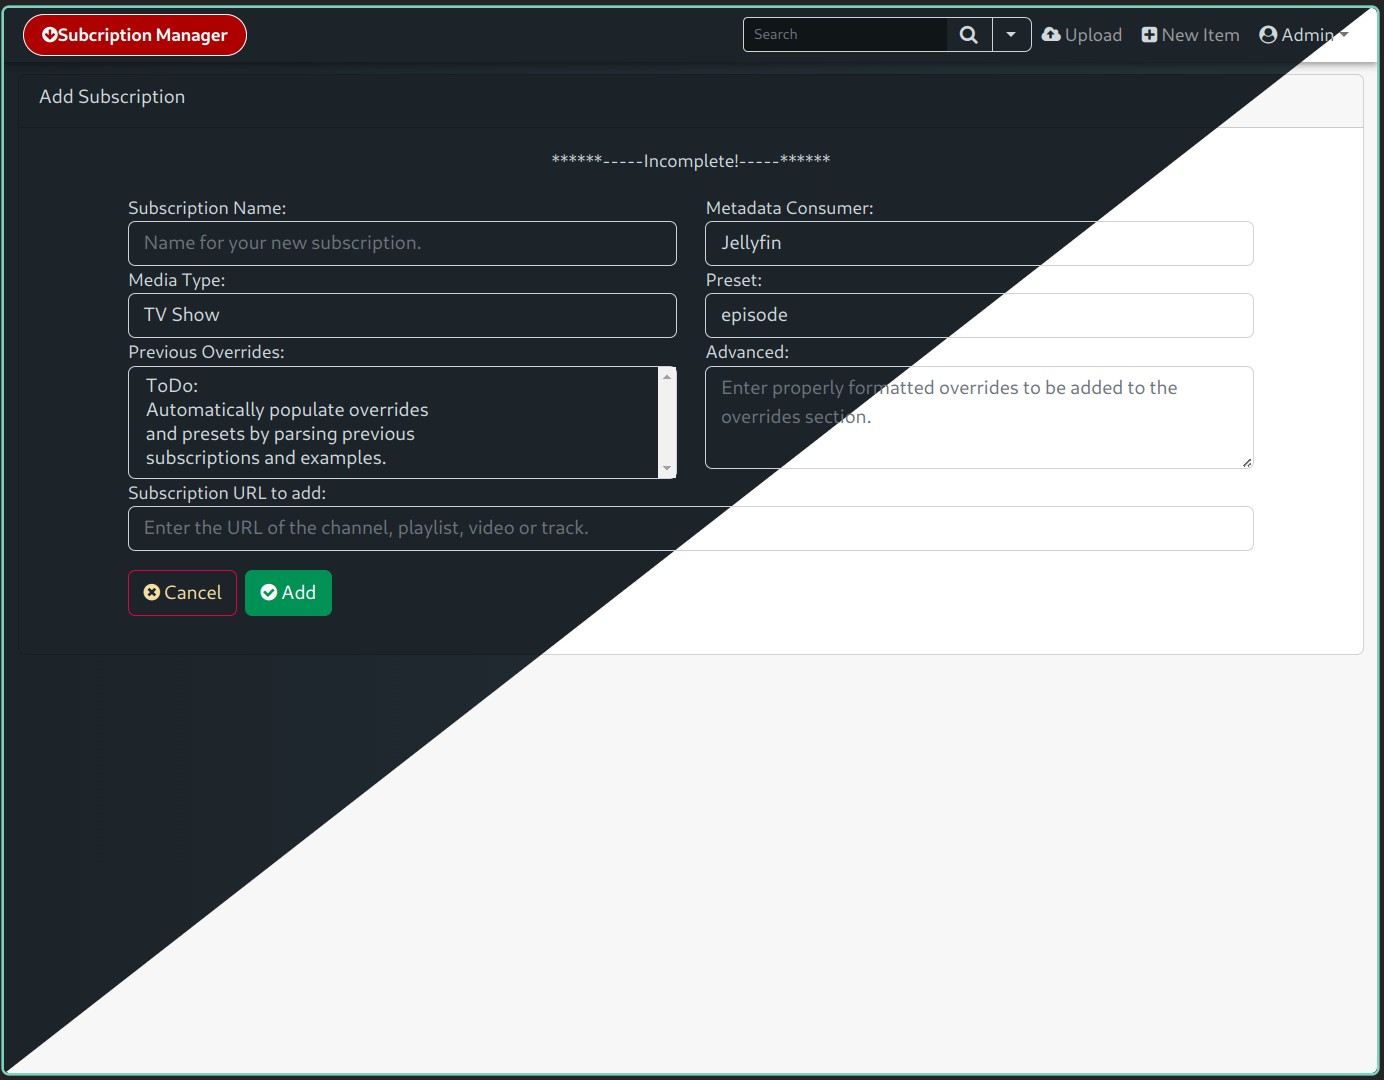 Subcription Manager
Search
Upload
New Item
Admin
Add Subscription
******-----Incomplete!-----******
Subscription Name:
Metadata Consumer:
Name for your new subscription.
Jellyfin
Media Type:
Preset:
TV Show
episode
Previous Overrides:
Advanced:
ToDo:
Automatically populate overrides
and presets by parsing previous
subscriptions and examples.
Enter properly formatted overrides to be added to the
overrides section.
Subscription URL to add:
Enter the URL of the channel, playlist, video or track.
Cancel
Add